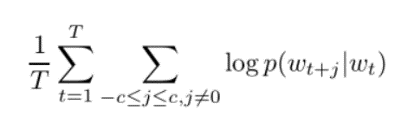 \frac{1}{T} \sum_{t=1}^{T} \sum_{-c \leq j \leq c, j \neq 0} \log p(w_{t+j} | w_t)